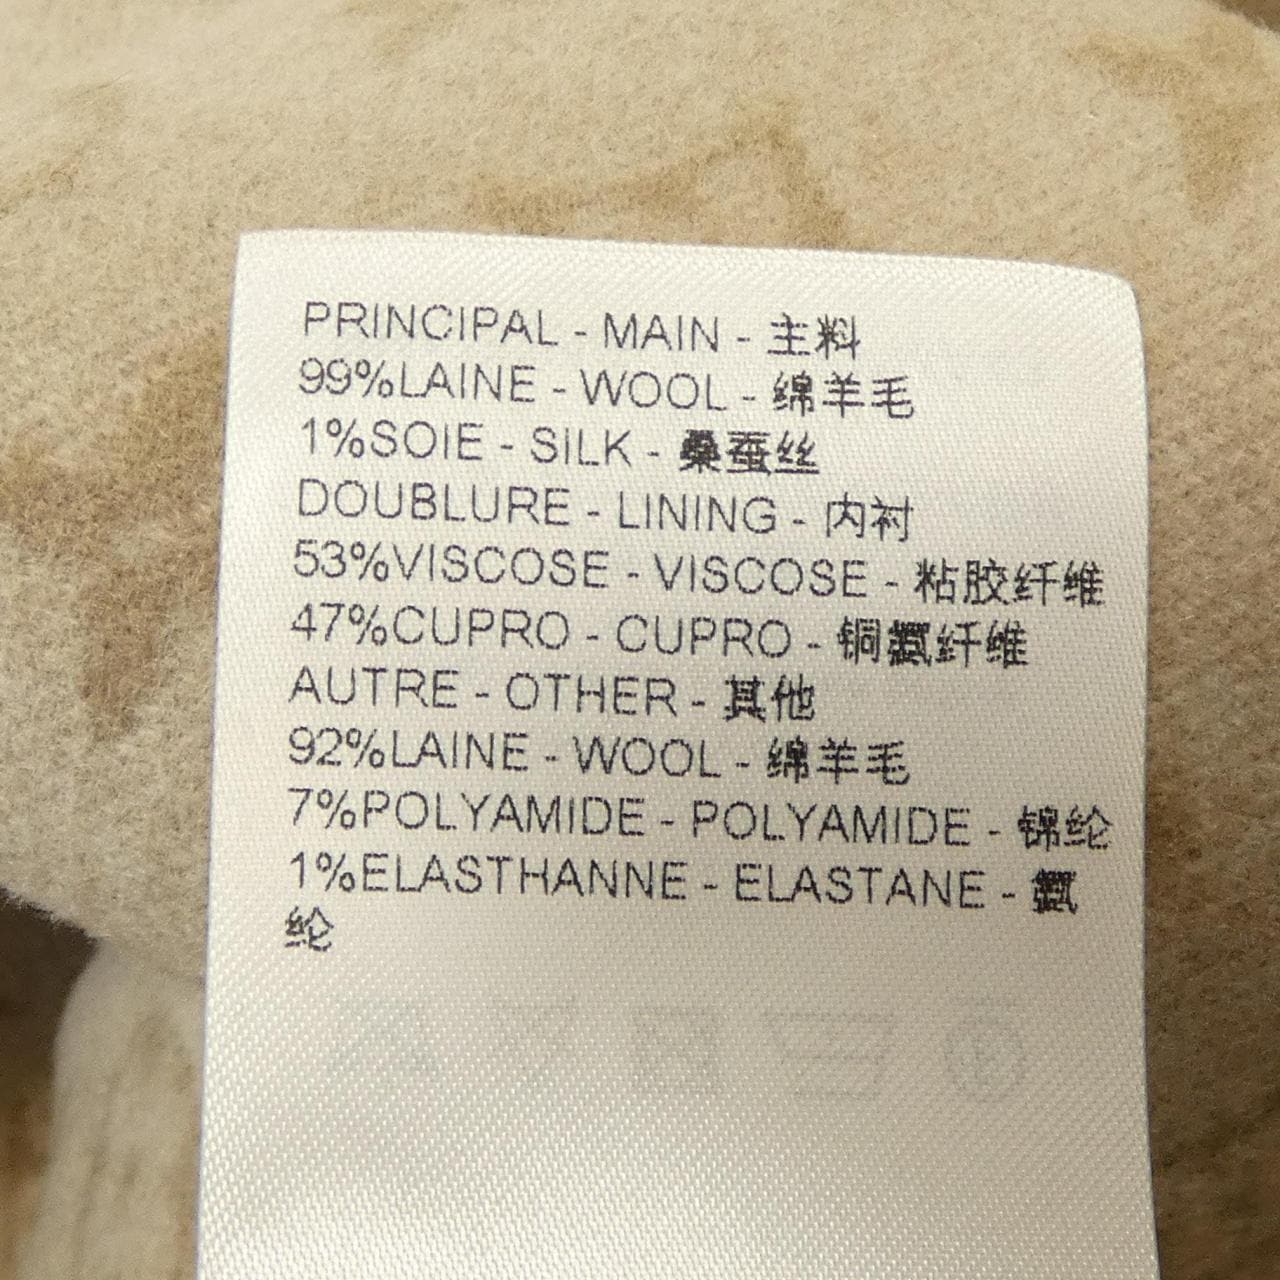 PRINCIPAL - MAIN - 主料
99%LAINE - WOOL - 绵羊毛
1%SOIE - SILK - 桑蚕丝
DOUBLURE - LINING - 内衬
53%VISCOSE - VISCOSE - 粘胶纤维
47%CUPRO - CUPRO - 铜氨纤维
AUTRE - OTHER - 其他
92%LAINE - WOOL - 绵羊毛
7%POLYAMIDE - POLYAMIDE - 锦纶
1%ELASTHANNE - ELASTANE - 氨
纶